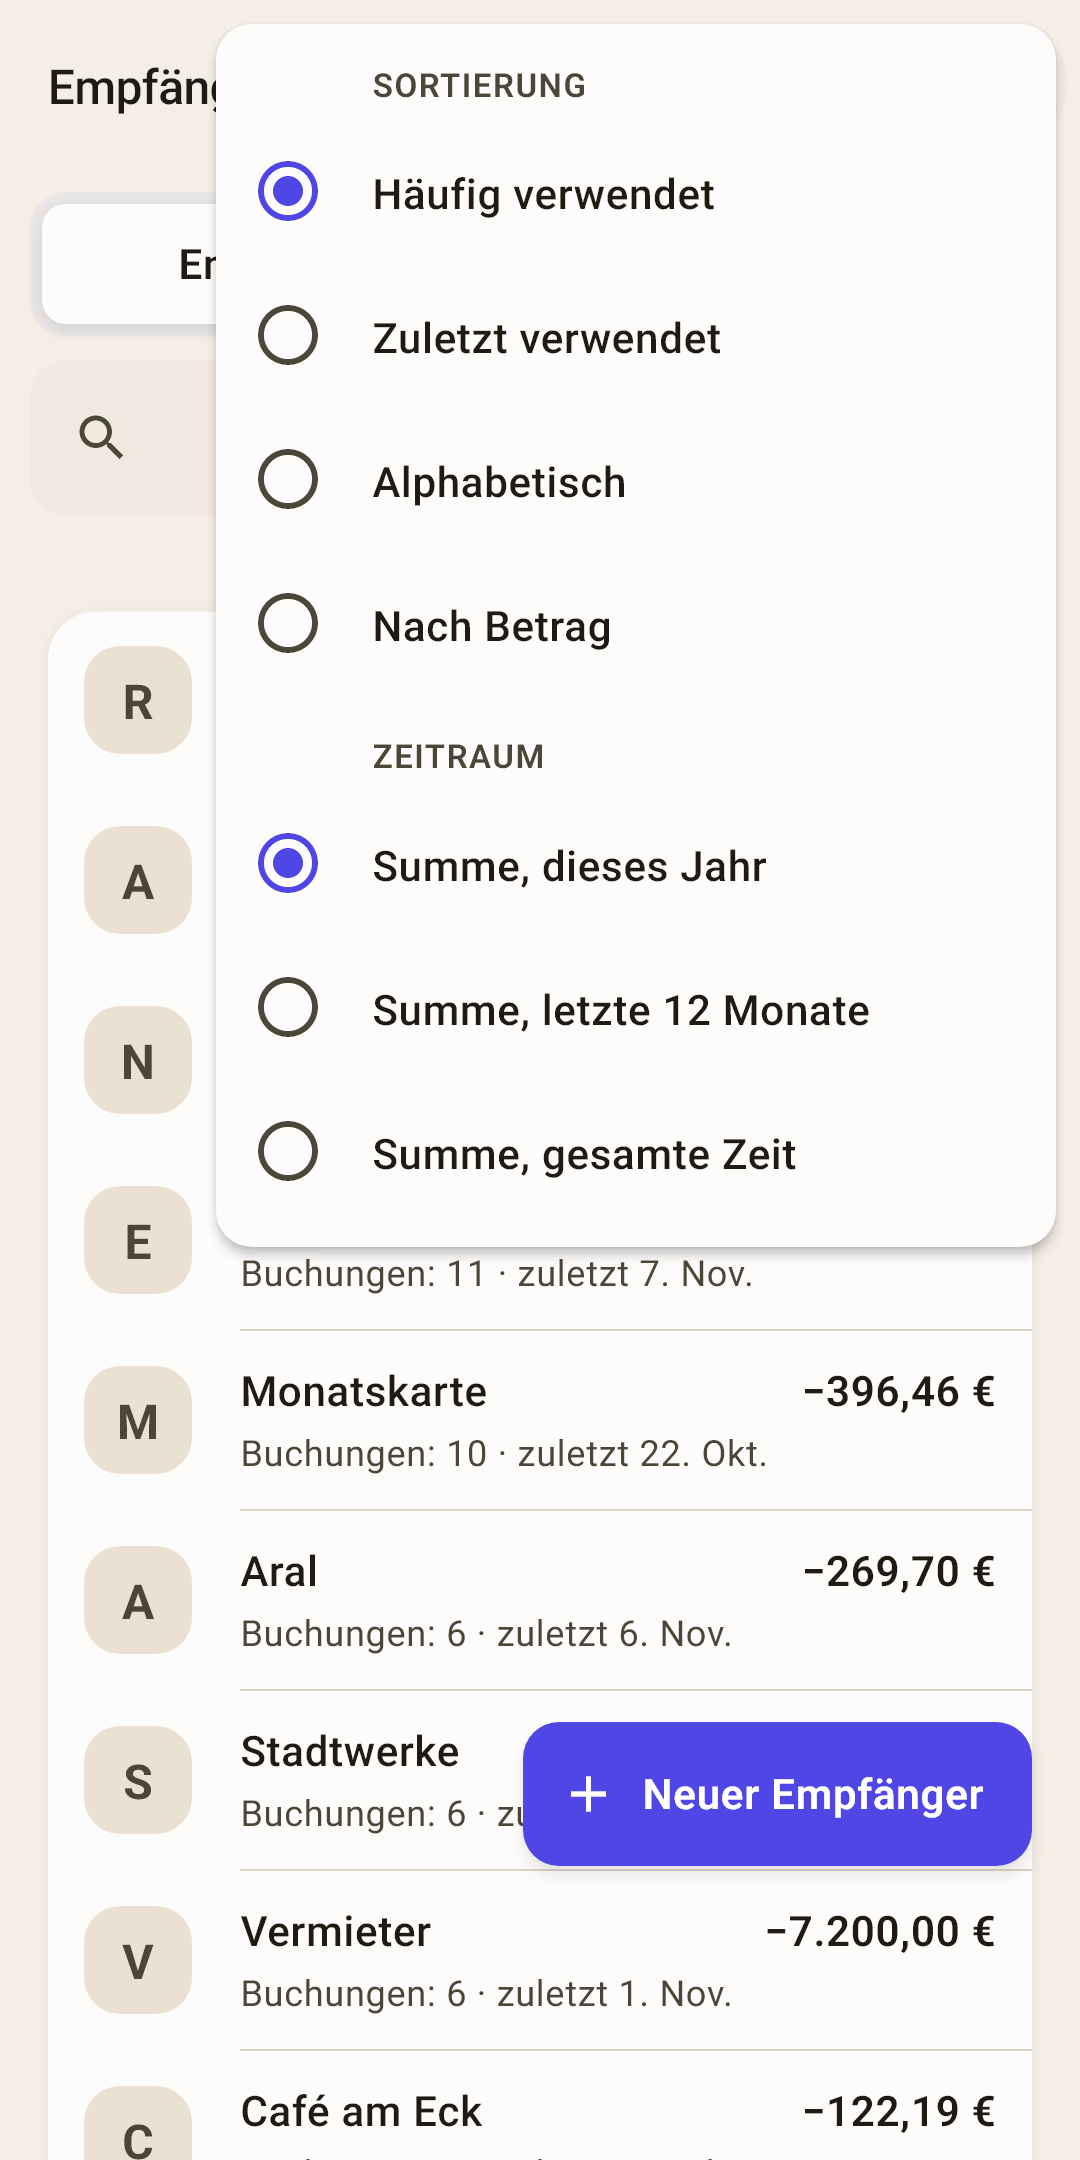 SORTIERUNG
Häufig verwendet
Zuletzt verwendet
Alphabetisch
Nach Betrag
ZEITRAUM
Summe, dieses Jahr
Summe, letzte 12 Monate
Summe, gesamte Zeit
R
A
N
E
Buchungen: 11 · zuletzt 7. Nov.
M
Monatskarte −396,46 €
Buchungen: 10 · zuletzt 22. Okt.
A
Aral −269,70 €
Buchungen: 6 · zuletzt 6. Nov.
S
Stadtwerke
Buchungen: 6 ·
Neuer Empfänger
V
Vermieter −7.200,00 €
Buchungen: 6 · zuletzt 1. Nov.
C
Café am Eck −122,19 €